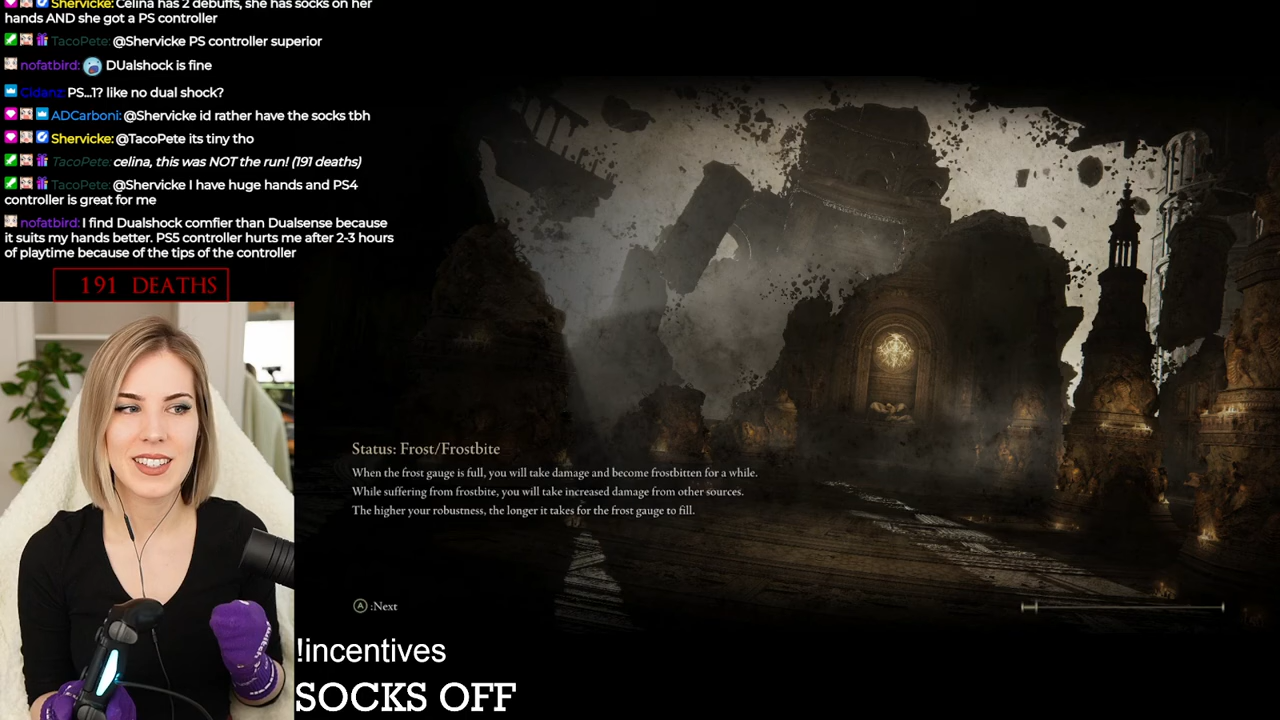 Shervicke: Celina has 2 debuffs, she has socks on her
hands AND she got a PS controller
TacoPete: @Shervicke PS controller superior
nofatbird: DUalshock is fine
Cidanz: PS...1? like no dual shock?
ADCarboni: @Shervicke id rather have the socks tbh
Shervicke: @TacoPete its tiny tho
TacoPete: celina, this was NOT the run! (191 deaths)
TacoPete: @Shervicke I have huge hands and PS4
controller is great for me
nofatbird: I find Dualshock comfier than Dualsense because
it suits my hands better. PS5 controller hurts me after 2-3 hours
of playtime because of the tips of the controller
191 DEATHS
Status: Frost/Frostbite
When the frost gauge is full, you will take damage and become frostbitten for a while.
While suffering from frostbite, you will take increased damage from other sources.
The higher your robustness, the longer it takes for the frost gauge to fill.
A :Next
!incentives
SOCKS OFF